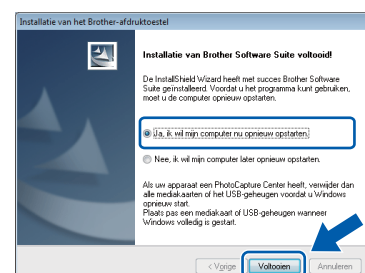 Installatie van het Brother-afdruktoestel
Installatie van Brother Software Suite voltooid!
De InstallShield Wizard heeft met succes Brother Software
Suite geïnstalleerd. Voordat u het programma kunt gebruiken,
moet u de computer opnieuw opstarten.
Ja, ik wil mijn computer nu opnieuw opstarten.
Nee, ik wil mijn computer later opnieuw opstarten.
Als uw apparaat een PhotoCapture Center heeft, verwijder dan
alle mediakaarten of het USB-geheugen voordat u Windows
opnieuw start.
Plaats pas een mediakaart of USB-geheugen wanneer
Windows volledig is gestart.
< Vorige
Voltooien
Annuleren